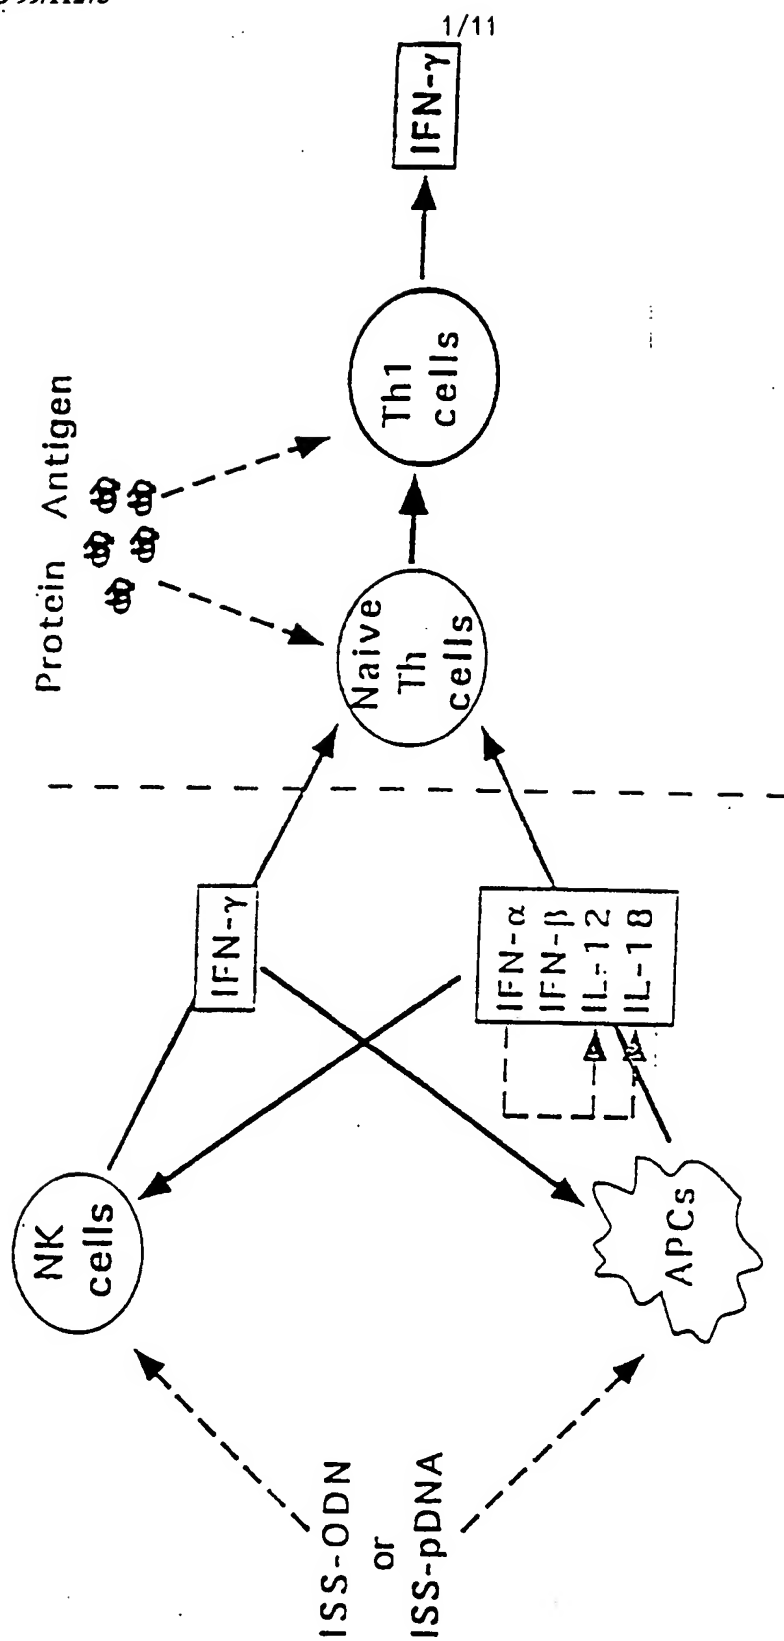 1/11
ISS-ODN
or
ISS-pDNA
NK
cells
APCs
IFN-γ
IFN-α
IFN-β
IL-12
IL-18
Protein Antigen
Naive
Th
cells
Th1
cells
IFN-γ